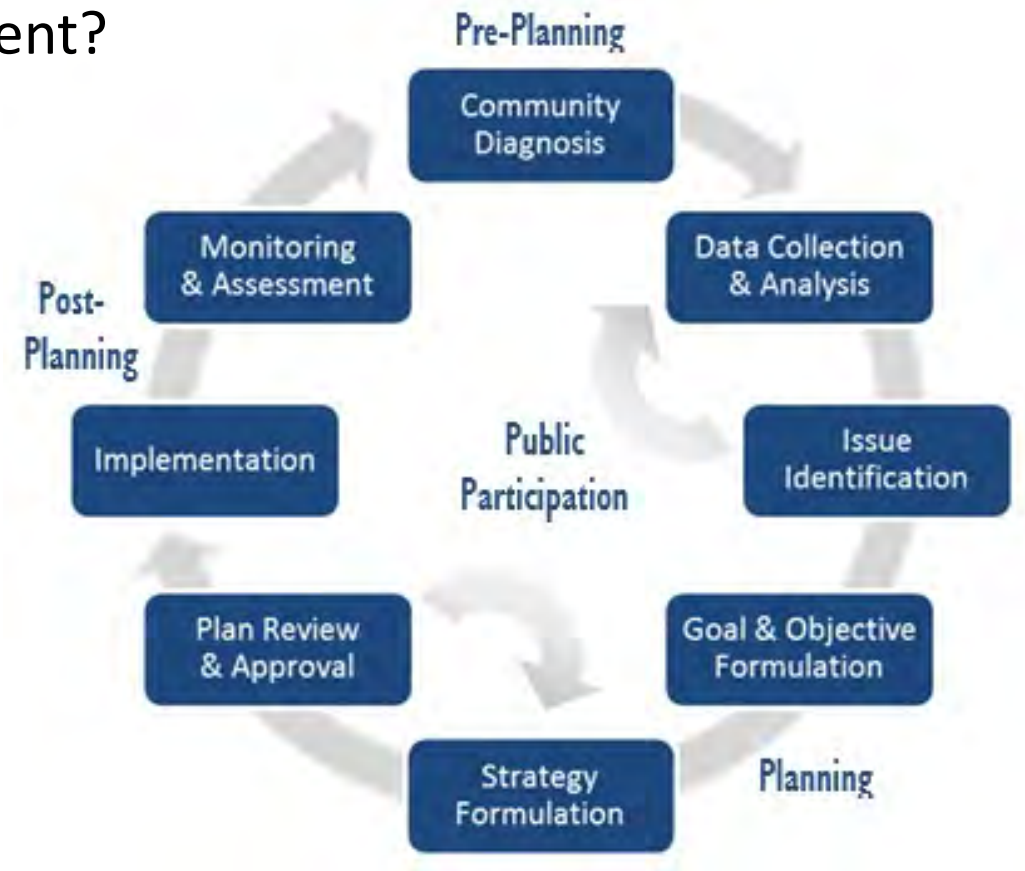 ent?
Pre-Planning
Community
Diagnosis
Data Collection
& Analysis
Issue
Identification
Goal & Objective
Formulation
Planning
Strategy
Formulation
Plan Review
& Approval
Implementation
Post-
Planning
Monitoring
& Assessment
Public
Participation